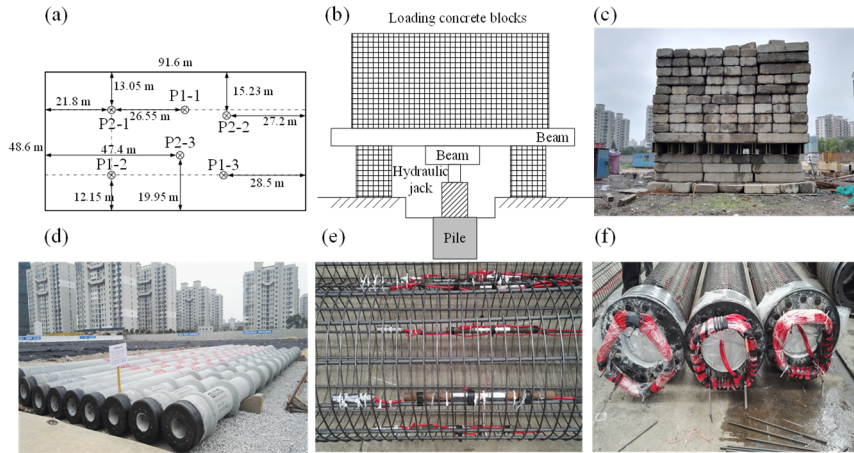 (a)
91.6 m
13.05 m
15.23 m
21.8 m
P1-1
26.55 m
P2-1
P2-2
27.2 m
48.6 m
47.4 m
P2-3
P1-2
P1-3
28.5 m
12.15 m
19.95 m
(b)
Loading concrete blocks
Beam
Beam
Hydraulic
jack
Pile
(c)
(d)
(e)
(f)